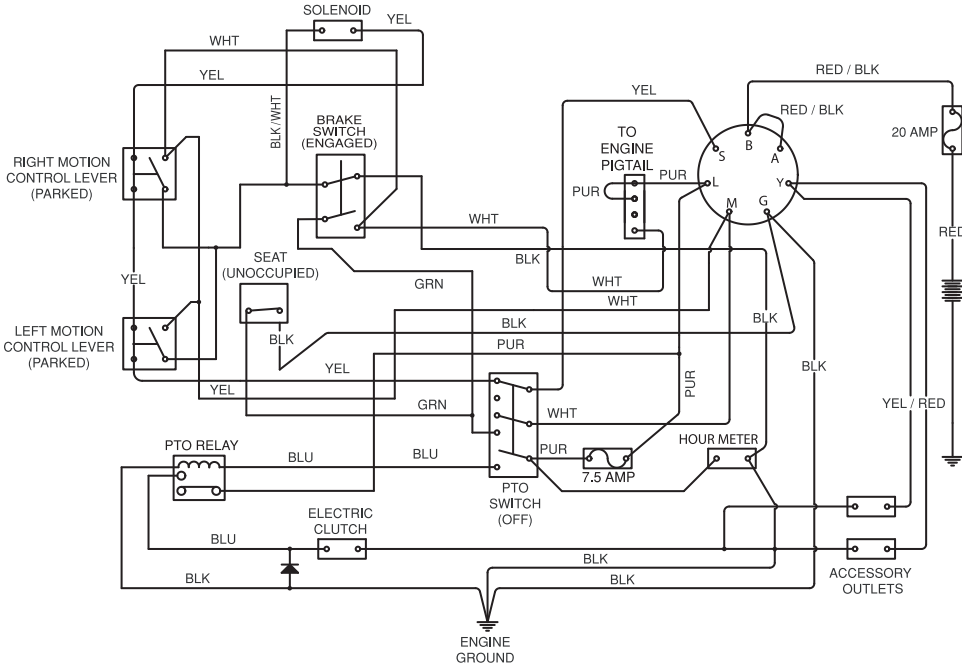 SOLENOID
YEL
WHT
YEL
RED / BLK
BLK /WHT
YEL
RED / BLK
BRAKE
SWITCH
(ENGAGED)
TO
ENGINE
PIGTAIL
20 AMP
B
S
A
RIGHT MOTION
CONTROL LEVER
(PARKED)
PUR
PUR
L
Y
M
G
WHT
RED
SEAT
(UNOCCUPIED)
BLK
YEL
GRN
WHT
WHT
BLK
BLK
LEFT MOTION
CONTROL LEVER
(PARKED)
BLK
PUR
BLK
YEL
PUR
YEL
GRN
WHT
YEL / RED
PTO RELAY
BLU
BLU
PUR
HOUR METER
7.5 AMP
PTO
SWITCH
(OFF)
ELECTRIC
CLUTCH
BLU
BLK
BLK
BLK
ACCESSORY
OUTLETS
ENGINE
GROUND